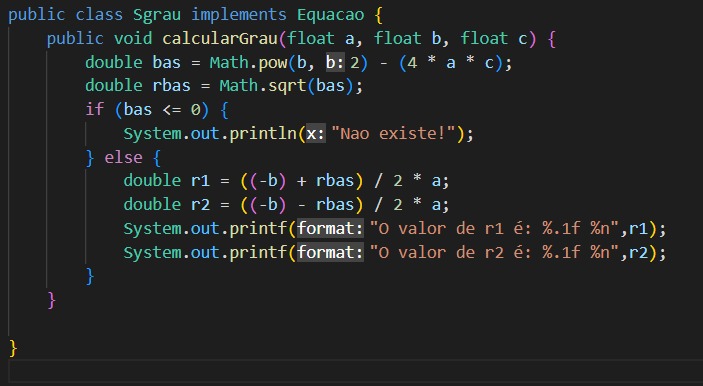 public class Sgrau implements Equacao {
public void calcularGrau(float a, float b, float c) {
double bas = Math.pow(b, b: 2) - (4 * a * c);
double rbas = Math.sqrt(bas);
if (bas <= 0) {
System.out.println(x: "Nao existe!");
} else {
double r1 = ((-b) + rbas) / 2 * a;
double r2 = ((-b) - rbas) / 2 * a;
System.out.printf(format: "O valor de r1 é: %.1f %n",r1);
System.out.printf(format: "O valor de r2 é: %.1f %n",r2);
}
}
}